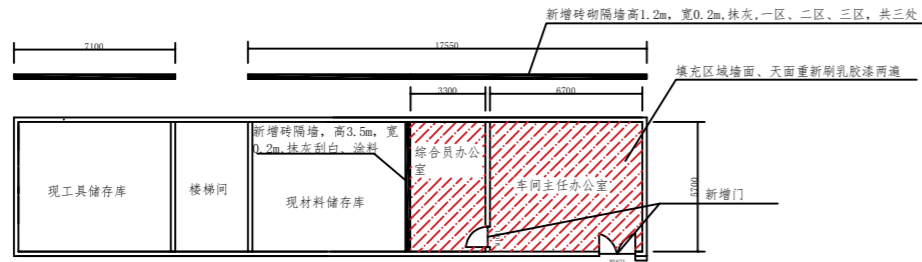 新增砖砌隔墙高1.2m，宽0.2m,抹灰,一区、二区、三区，共三处
7100
17550
填充区域墙面、天面重新刷乳胶漆两遍
3300
6700
新增砖隔墙，高3.5m，宽
0.2m,抹灰刮白、涂料
综合员办公
室
现工具储存库
楼梯间
现材料储存库
车间主任办公室
5700
新增门